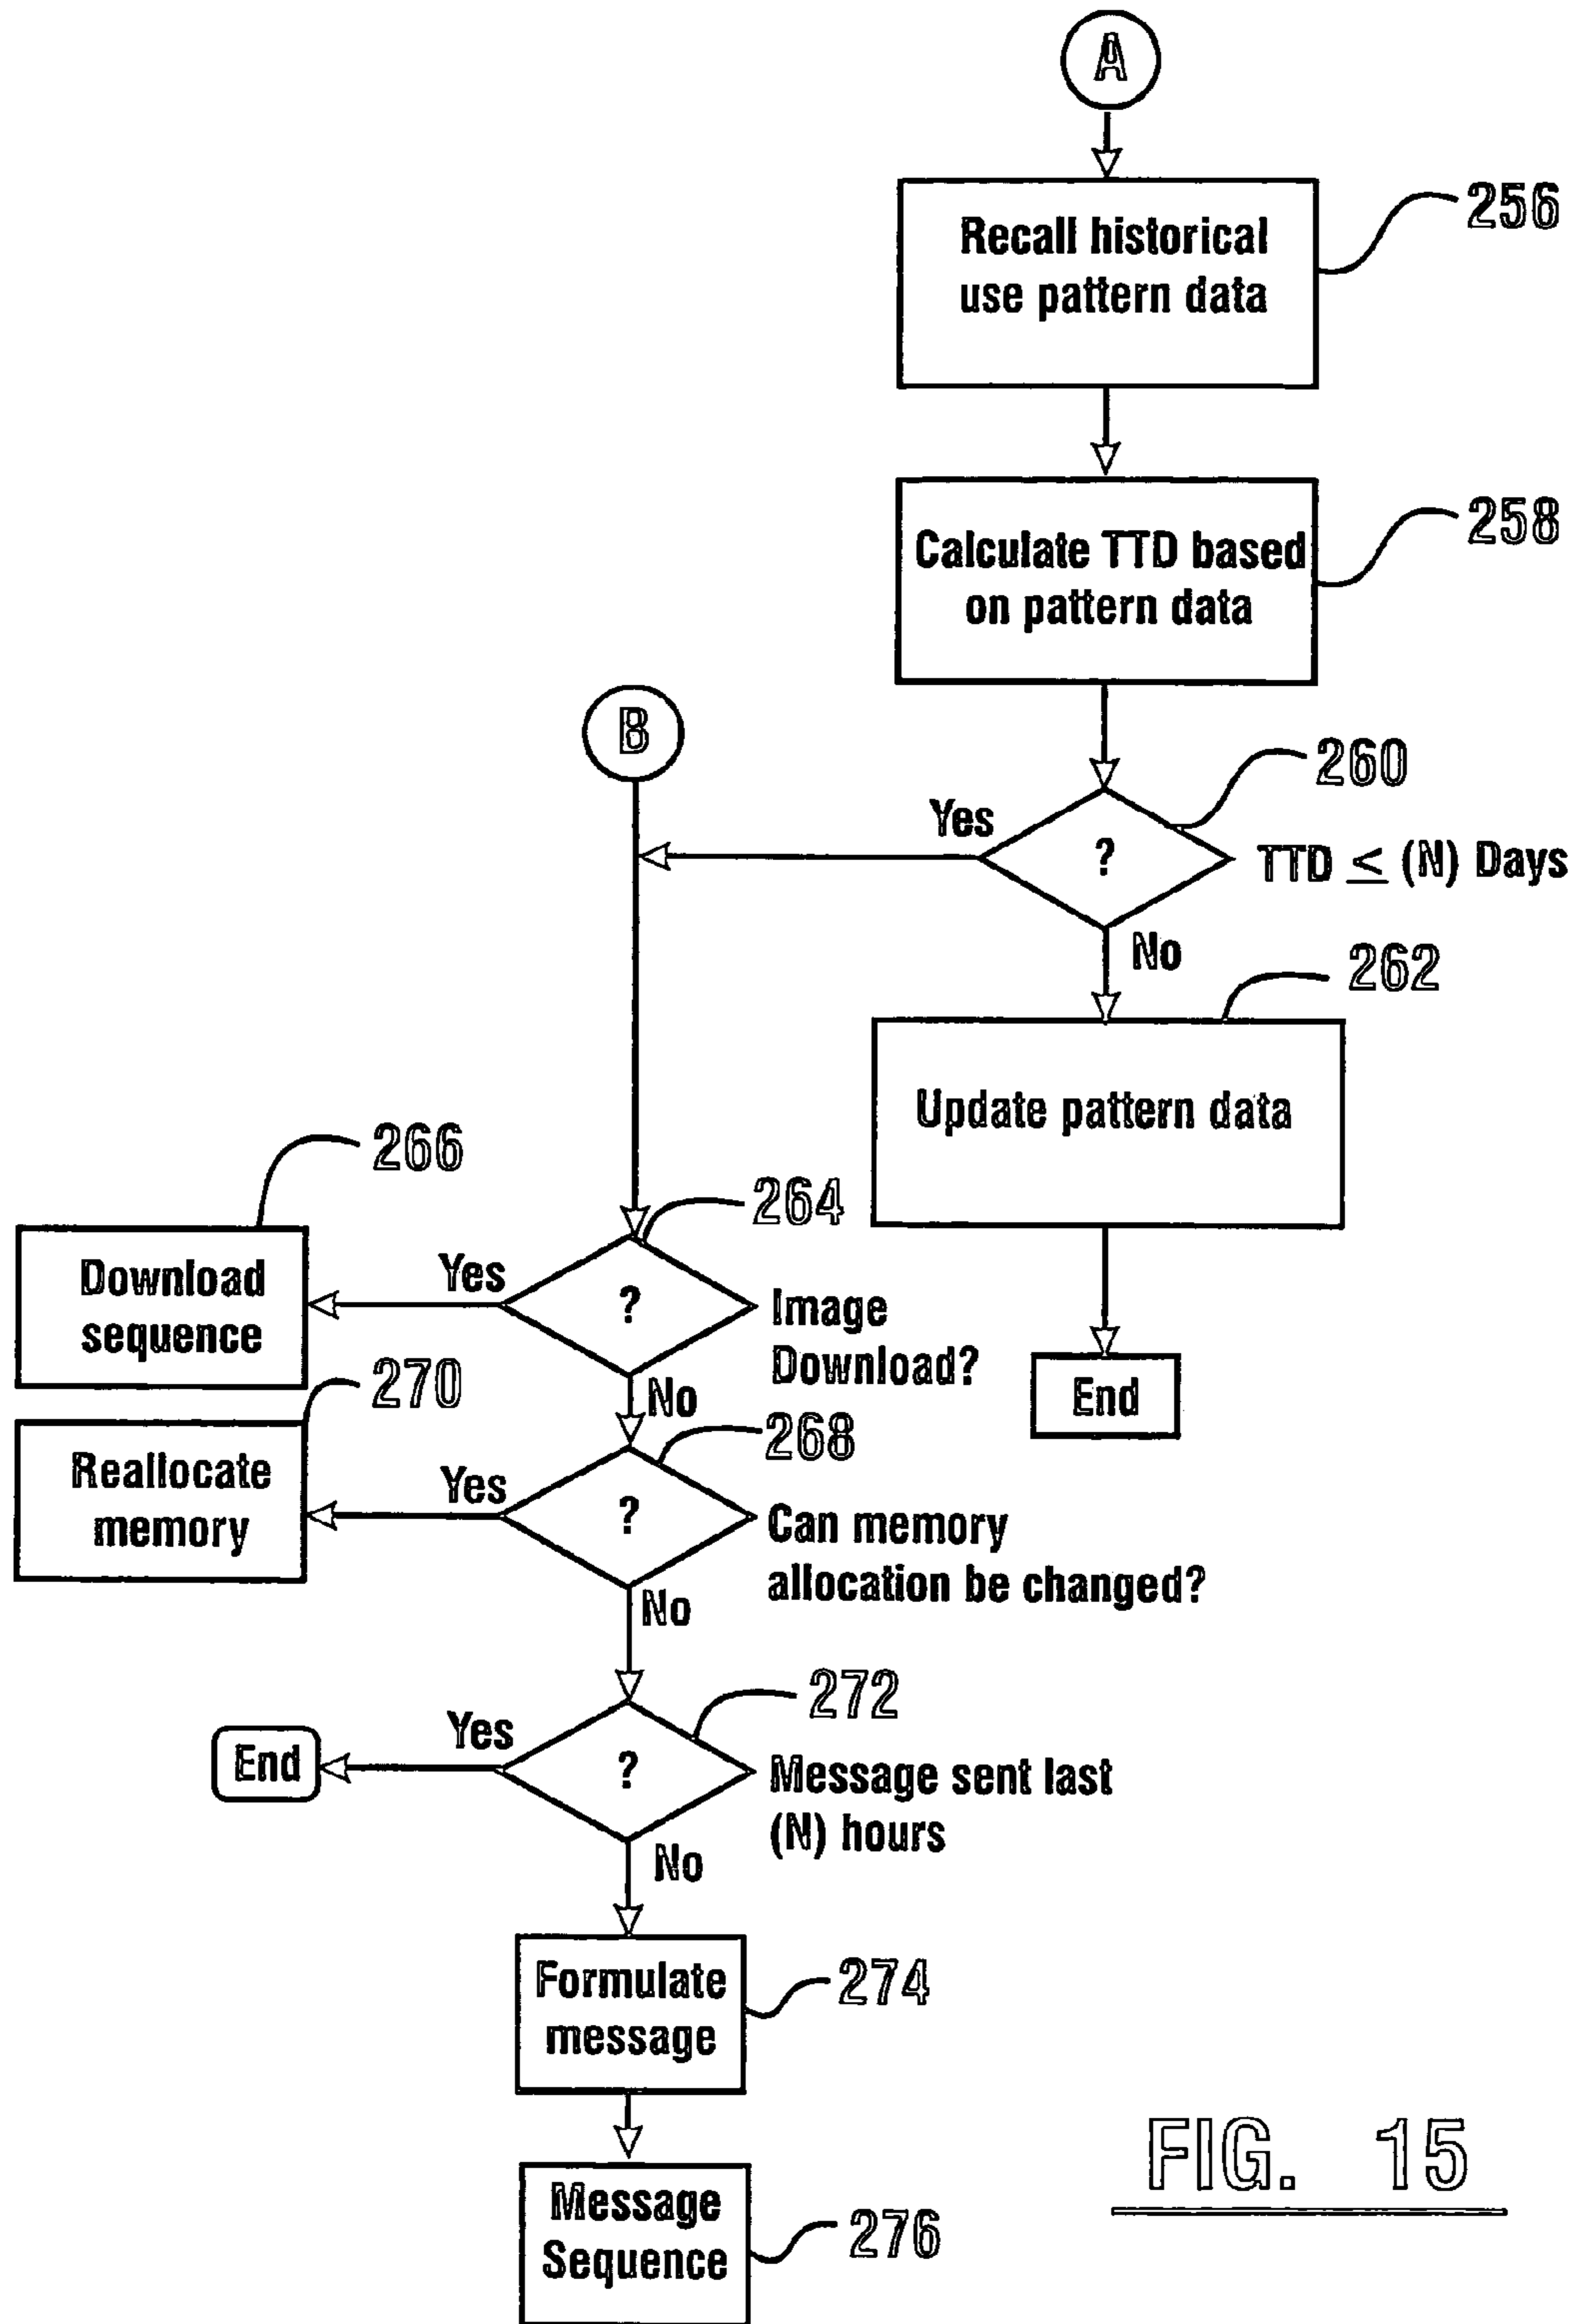 A
Recall historical
use pattern data
256
Calculate TTD based
on pattern data
258
B
260
Yes
?
TTD ≤ (N) Days
No
262
Update pattern data
End
266
Download
sequence
264
Yes
?
Image
Download?
No
270
Reallocate
memory
268
Yes
?
Can memory
allocation be changed?
No
272
End
Yes
?
Message sent last
(N) hours
No
Formulate
message
274
Message
Sequence
276
FIG. 15